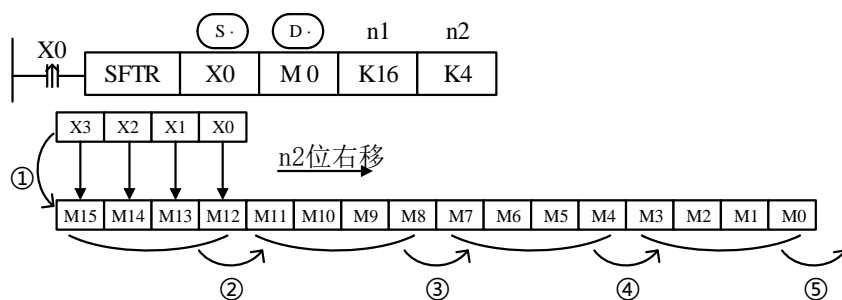 S· D· n1 n2
X0
SFTR X0 M 0 K16 K4
X3 X2 X1 X0
① n2位右移
M15 M14 M13 M12 M11 M10 M9 M8 M7 M6 M5 M4 M3 M2 M1 M0
② ③ ④ ⑤